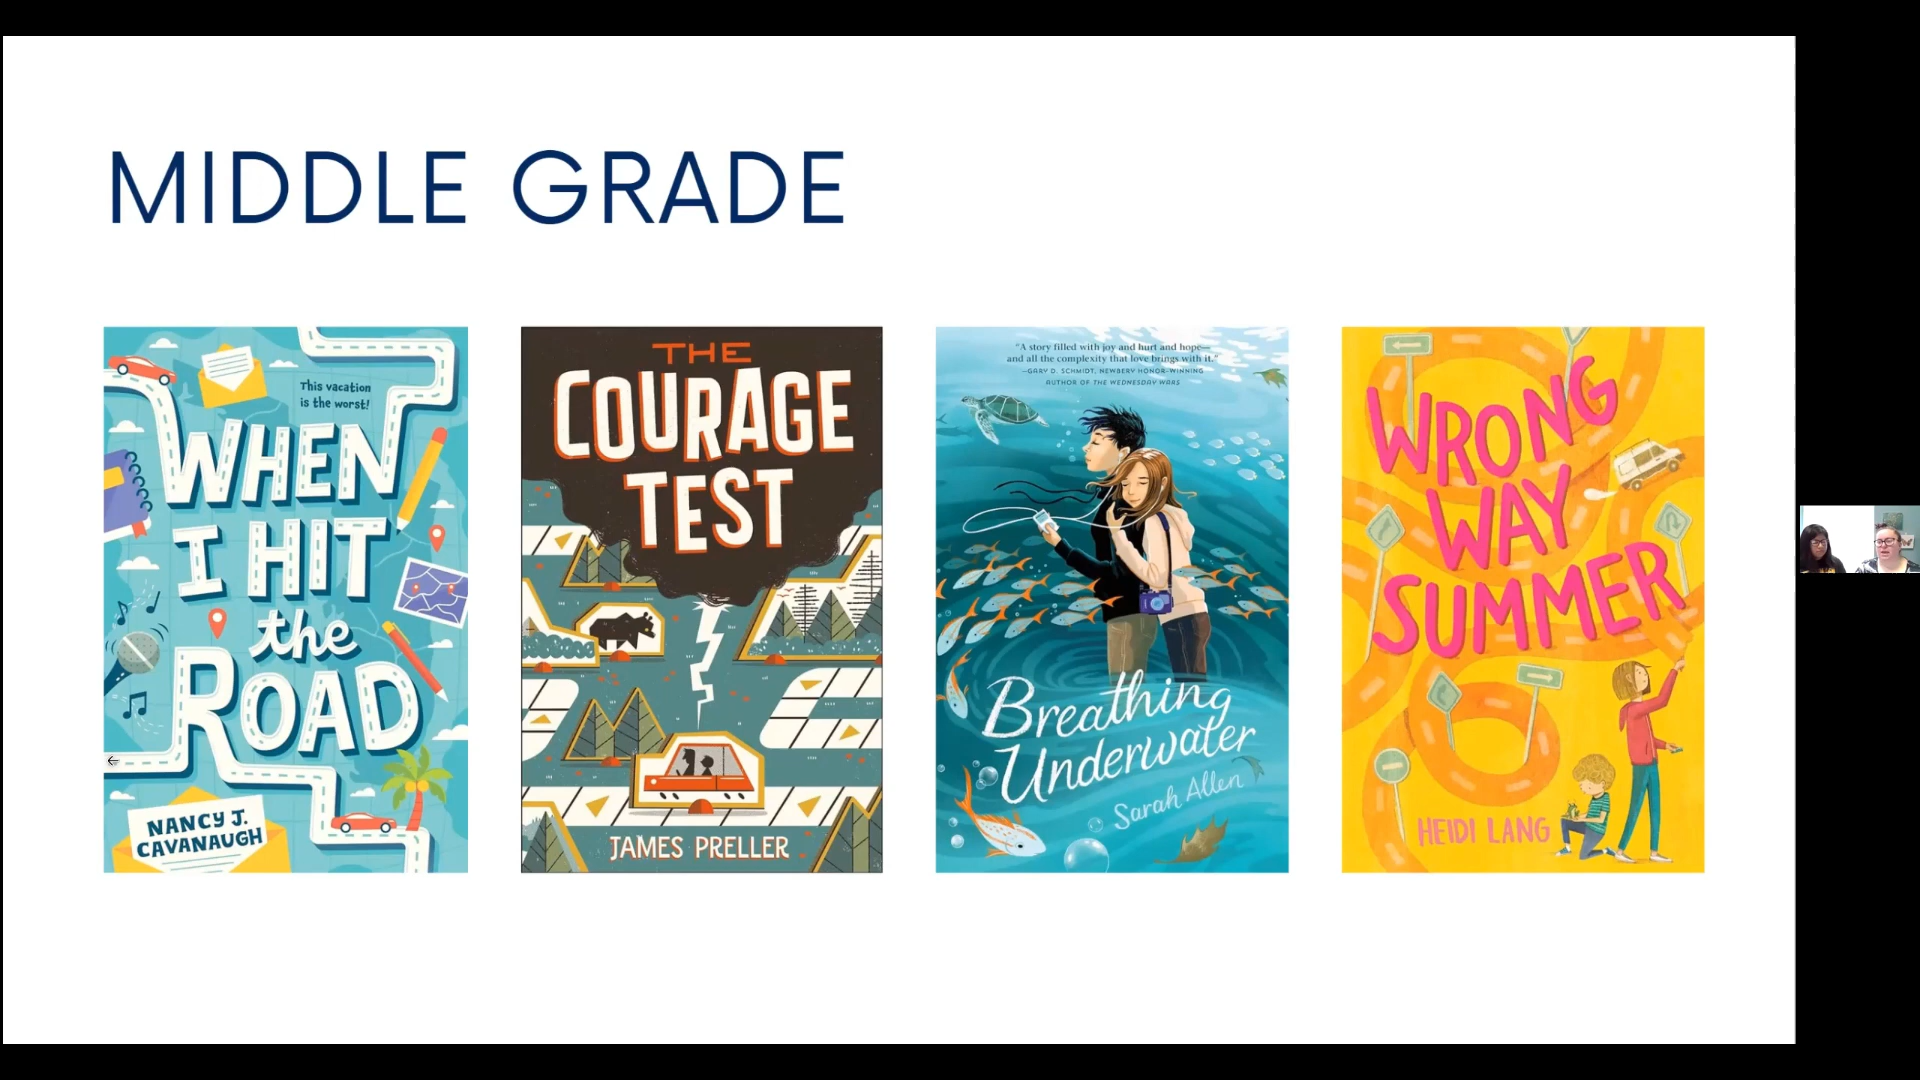 MIDDLE GRADE
This vacation
is the worst!
WHEN
I HIT
the
ROAD
NANCY J.
CAVANAUGH
THE
COURAGE
TEST
JAMES PRELLER
"A story filled with joy and hurt and hope—
and all the complexity that love brings with it."
—GARY D. SCHMIDT, NEWBERY HONOR-WINNING
AUTHOR OF THE WEDNESDAY WARS
Breathing
Underwater
Sarah Allen
WRONG
WAY
SUMMER
HEIDI LANG